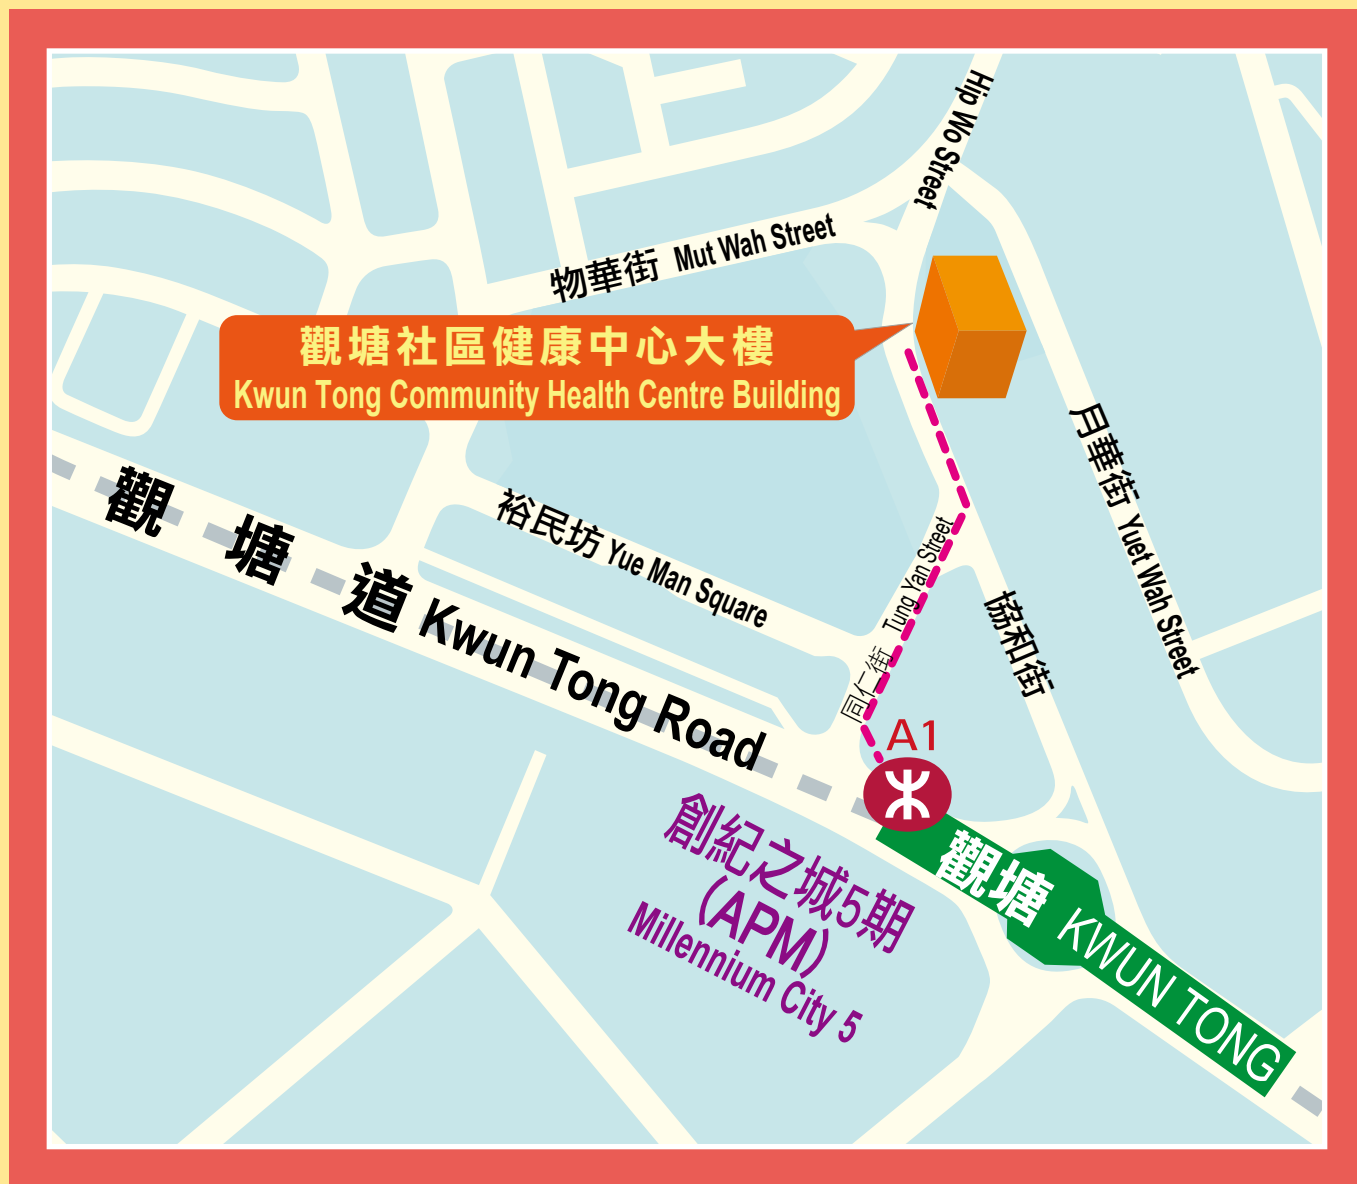 Hip Wo Street
物華街 Mut Wah Street
觀塘社區健康中心大樓
Kwun Tong Community Health Centre Building
月華街 Yuet Wah Street
觀塘道 Kwun Tong Road
裕民坊 Yue Man Square
同仁街 Tung Yan Street
協和街
A1
創紀之城5期
(APM)
Millennium City 5
觀塘 KWUN TONG